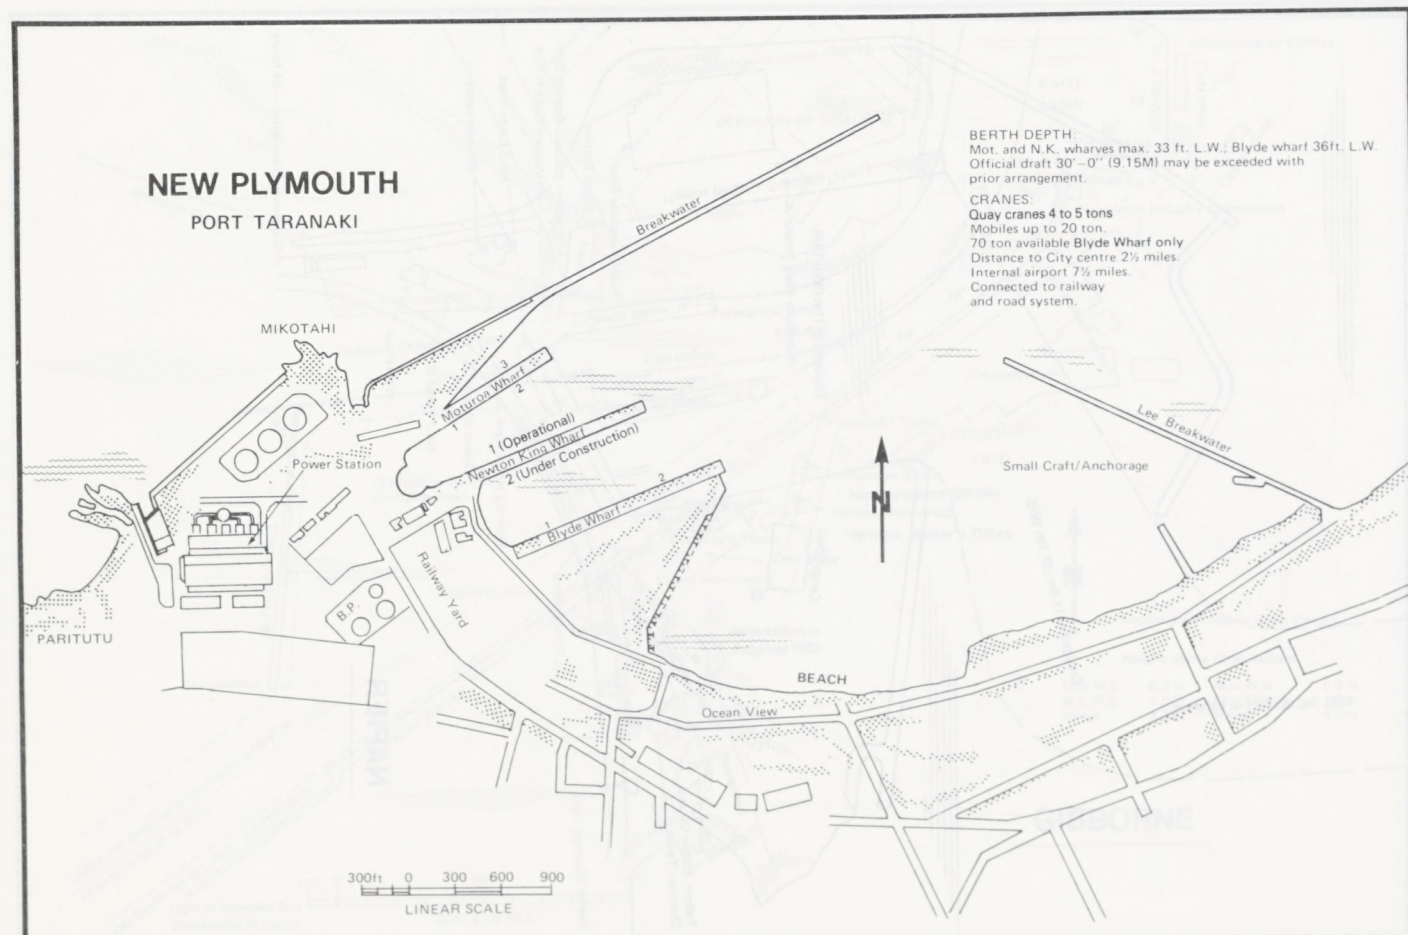 NEW PLYMOUTH
PORT TARANAKI
BERTH DEPTH:
Mot. and N.K. wharves max. 33 ft. L.W.; Blyde wharf 36ft. L.W.
Official draft 30'–0'' (9.15M) may be exceeded with
prior arrangement.
CRANES:
Quay cranes 4 to 5 tons
Mobiles up to 20 ton.
70 ton available Blyde Wharf only
Distance to City centre 2½ miles.
Internal airport 7½ miles.
Connected to railway
and road system.
Breakwater
MIKOTAHI
3
Moturoa Wharf
1
2
1 (Operational)
Newton King Wharf
2 (Under Construction)
Lee Breakwater
Power Station
Small Craft/Anchorage
N
1
2
Blyde Wharf
Railway Yard
B.P.
PARITUTU
BEACH
Ocean View
300ft 0 300 600 900
LINEAR SCALE
GISBORNE
NAPIER